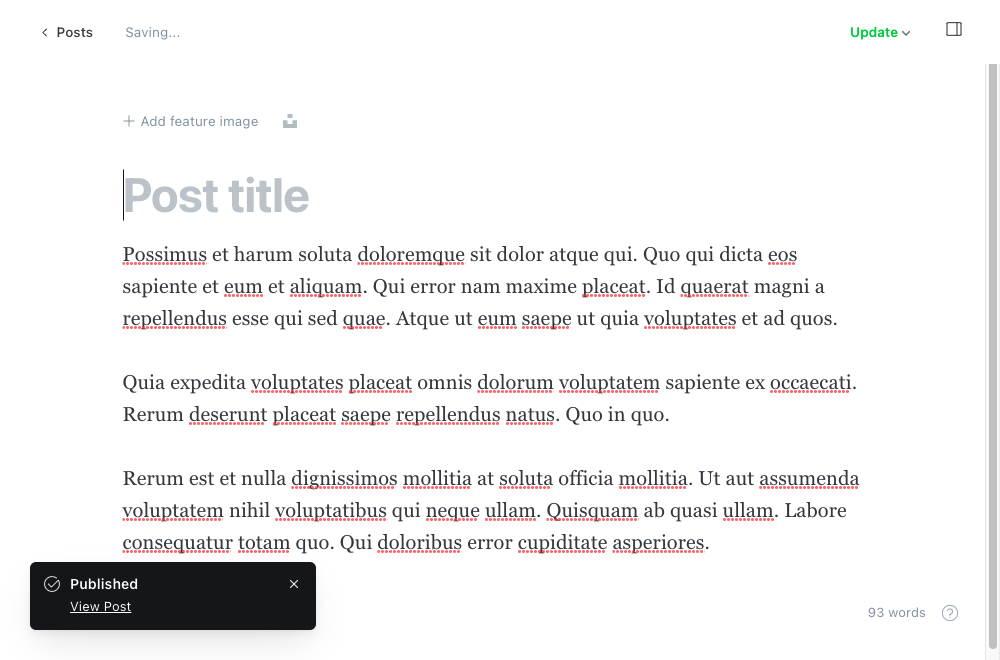 Posts
Saving...
Update
Add feature image
Post title
Possimus et harum soluta doloremque sit dolor atque qui. Quo qui dicta eos
sapiente et eum et aliquam. Qui error nam maxime placeat. Id quaerat magni a
repellendus esse qui sed quae. Atque ut eum saepe ut quia voluptates et ad quos.
Quia expedita voluptates placeat omnis dolorum voluptatem sapiente ex occaecati.
Rerum deserunt placeat saepe repellendus natus. Quo in quo.
Rerum est et nulla dignissimos mollitia at soluta officia mollitia. Ut aut assumenda
voluptatem nihil voluptatibus qui neque ullam. Quisquam ab quasi ullam. Labore
consequatur totam quo. Qui doloribus error cupiditate asperiores.
Published
View Post
93 words
?